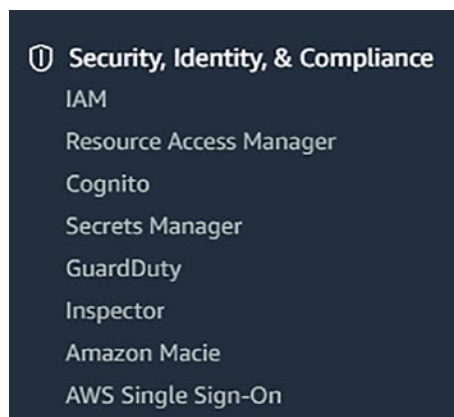 Security, Identity, & Compliance
IAM
Resource Access Manager
Cognito
Secrets Manager
GuardDuty
Inspector
Amazon Macie
AWS Single Sign-On